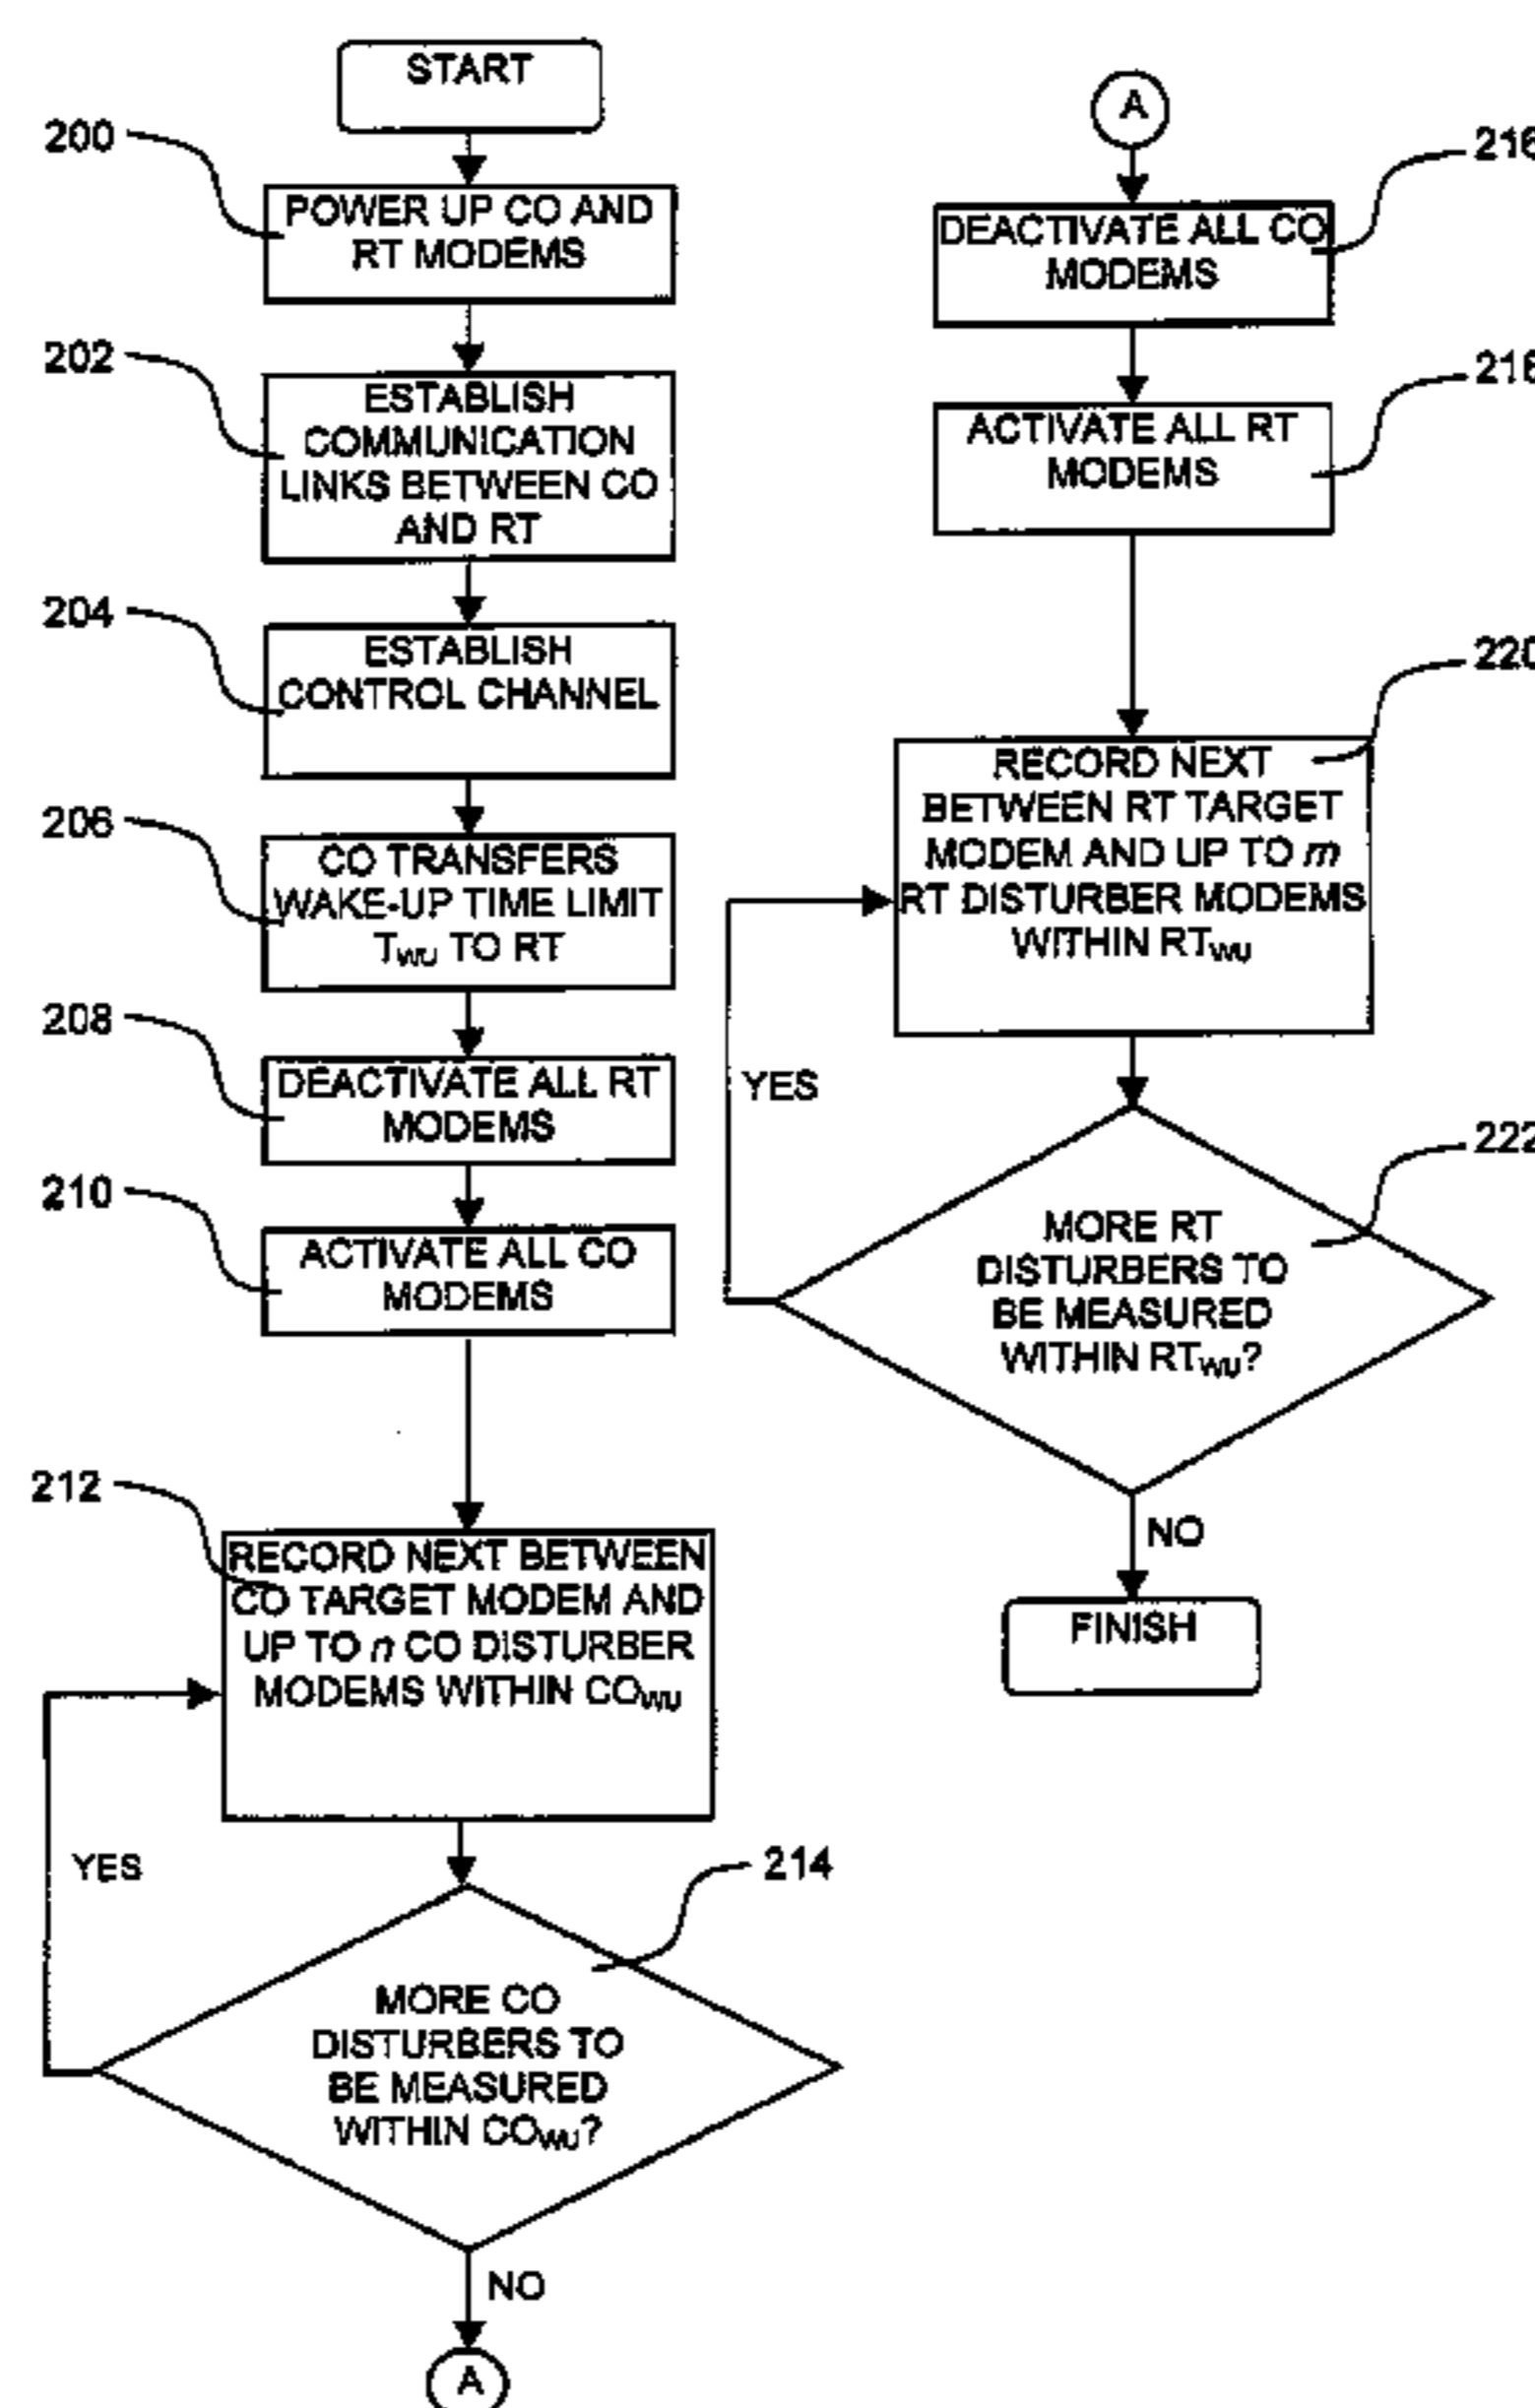 START
200
POWER UP CO AND
RT MODEMS
202
ESTABLISH
COMMUNICATION
LINKS BETWEEN CO
AND RT
204
ESTABLISH
CONTROL CHANNEL
206
CO TRANSFERS
WAKE-UP TIME LIMIT
TWU TO RT
208
DEACTIVATE ALL RT
MODEMS
210
ACTIVATE ALL CO
MODEMS
212
RECORD NEXT BETWEEN
CO TARGET MODEM AND
UP TO n CO DISTURBER
MODEMS WITHIN COWU
YES
214
MORE CO
DISTURBERS TO
BE MEASURED
WITHIN COWU?
NO
A
A
216
DEACTIVATE ALL CO
MODEMS
218
ACTIVATE ALL RT
MODEMS
220
RECORD NEXT
BETWEEN RT TARGET
MODEM AND UP TO m
RT DISTURBER MODEMS
WITHIN RTWU
YES
222
MORE RT
DISTURBERS TO
BE MEASURED
WITHIN RTWU?
NO
FINISH